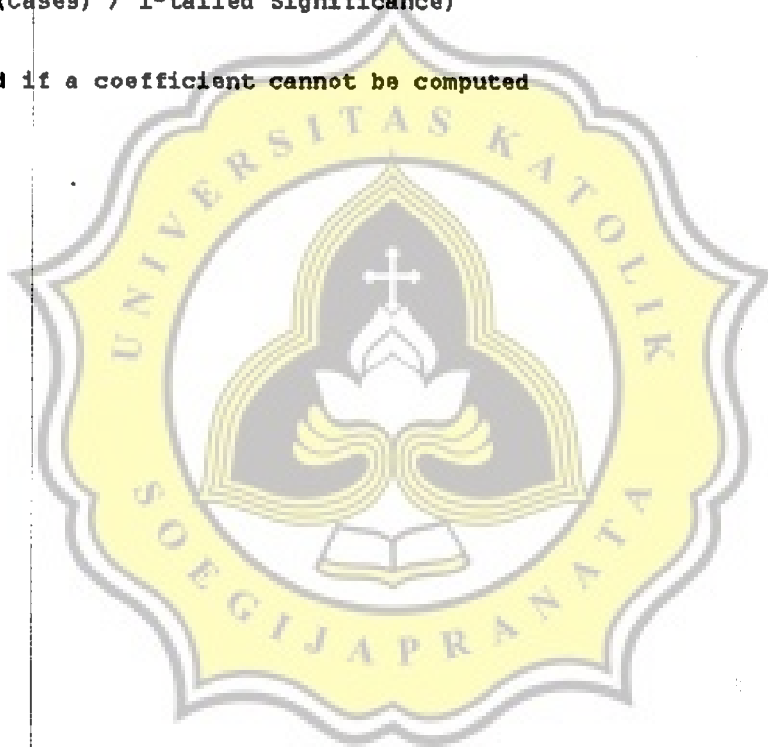 (Cases) / 1-tailed Significance)
if a coefficient cannot be computed
UNIVERSITAS KATOLIK
SOEGIJAPRANATA